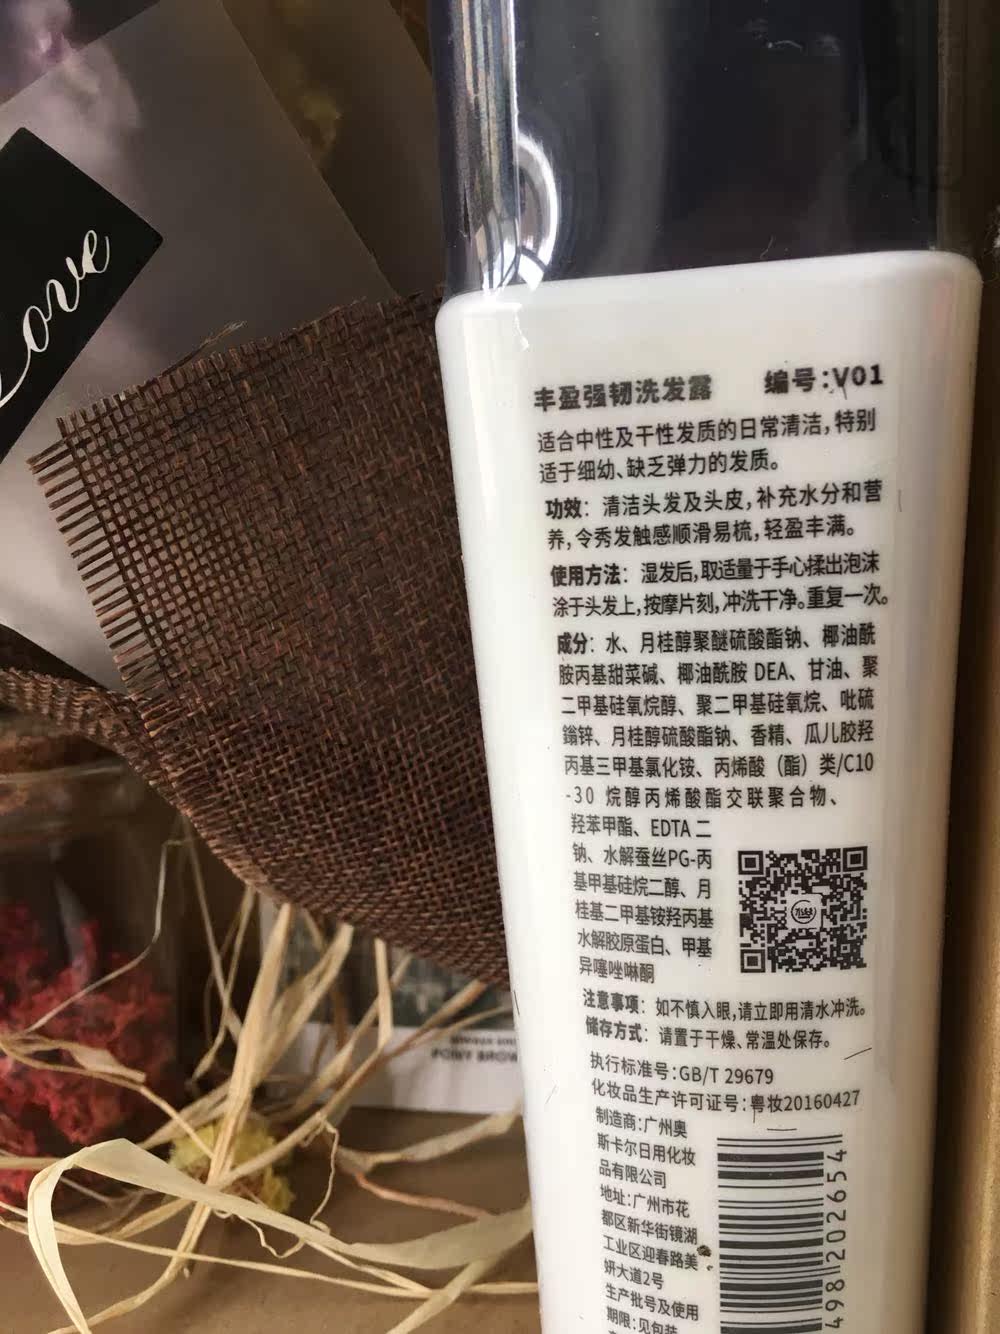 Love
丰盈强韧洗发露 编号:V01
适合中性及干性发质的日常清洁,特别
适于细幼、缺乏弹力的发质。
功效: 清洁头发及头皮,补充水分和营
养,令秀发触感顺滑易梳,轻盈丰满。
使用方法: 湿发后,取适量于手心揉出泡沫
涂于头发上,按摩片刻,冲洗干净。重复一次。
成分: 水、月桂醇聚醚硫酸酯钠、椰油酰
胺丙基甜菜碱、椰油酰胺 DEA、甘油、聚
二甲基硅氧烷醇、聚二甲基硅氧烷、吡硫
鎓锌、月桂醇硫酸酯钠、香精、瓜儿胶羟
丙基三甲基氯化铵、丙烯酸(酯)类/C10
-30 烷醇丙烯酸酯交联聚合物、
羟苯甲酯、EDTA 二
钠、水解蚕丝PG-丙
基甲基硅烷二醇、月
桂基二甲基铵羟丙基
水解胶原蛋白、甲基
异噻唑啉酮
注意事项: 如不慎入眼,请立即用清水冲洗。
储存方式: 请置于干燥、常温处保存。
执行标准号:GB/T 29679
化妆品生产许可证号:粤妆20160427
制造商:广州奥
斯卡尔日用化妆
品有限公司
地址:广州市花
都区新华街镜湖
工业区迎春路美
妍大道2号
生产批号及使用
期限:见包装
4981202654
PONY BROWN